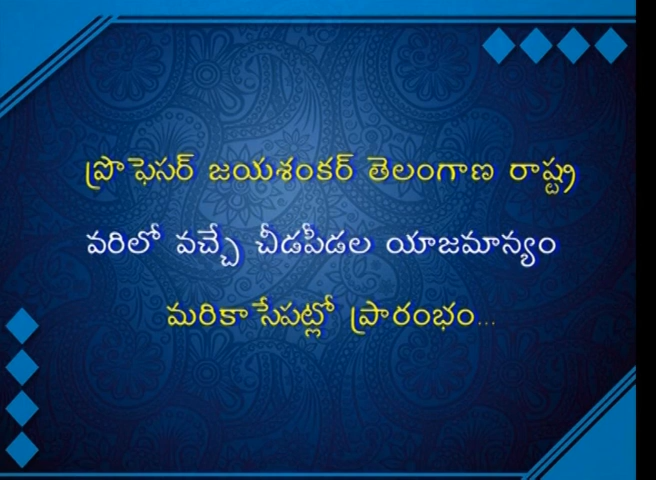 ప్రొఫెసర్ జయశంకర్ తెలంగాణ రాష్ట్ర
వరిలో వచ్చే చీడపీడల యాజమాన్యం
మరికాసేపట్లో ప్రారంభం...